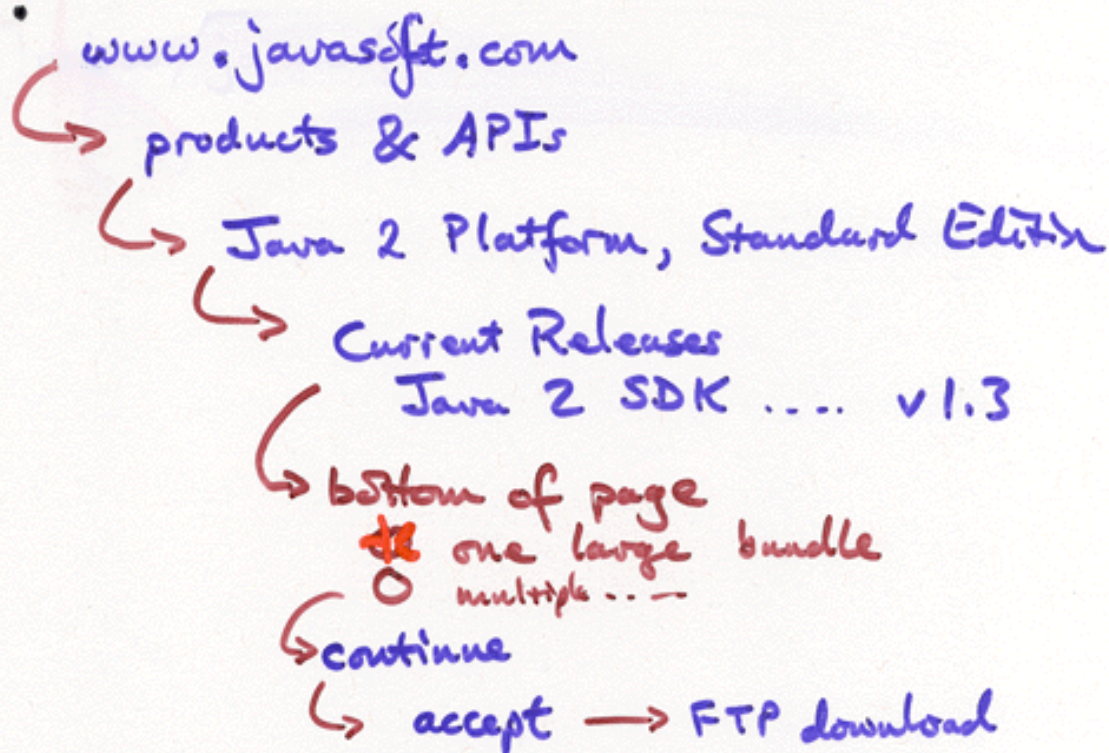 www.javasoft.com
products & APIs
Java 2 Platform, Standard Edition
Current Releases
Java 2 SDK .... v1.3
bottom of page
one large bundle
multiple ....
continue
accept → FTP download